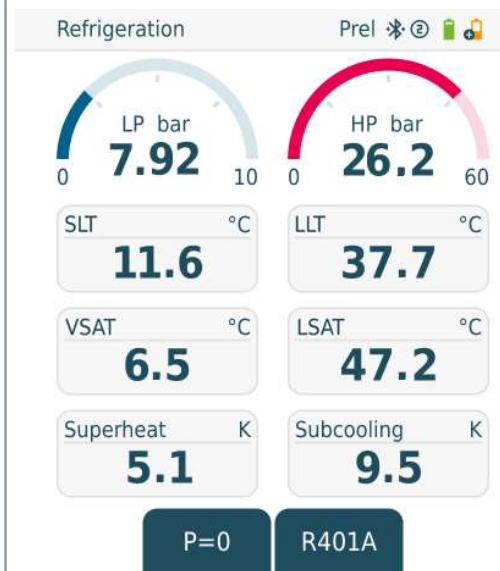 Refrigeration Prel ②
LP bar
7.92
0 10
HP bar
26.2
0 60
SLT °C
11.6
LLT °C
37.7
VSAT °C
6.5
LSAT °C
47.2
Superheat K
5.1
Subcooling K
9.5
P=0
R401A